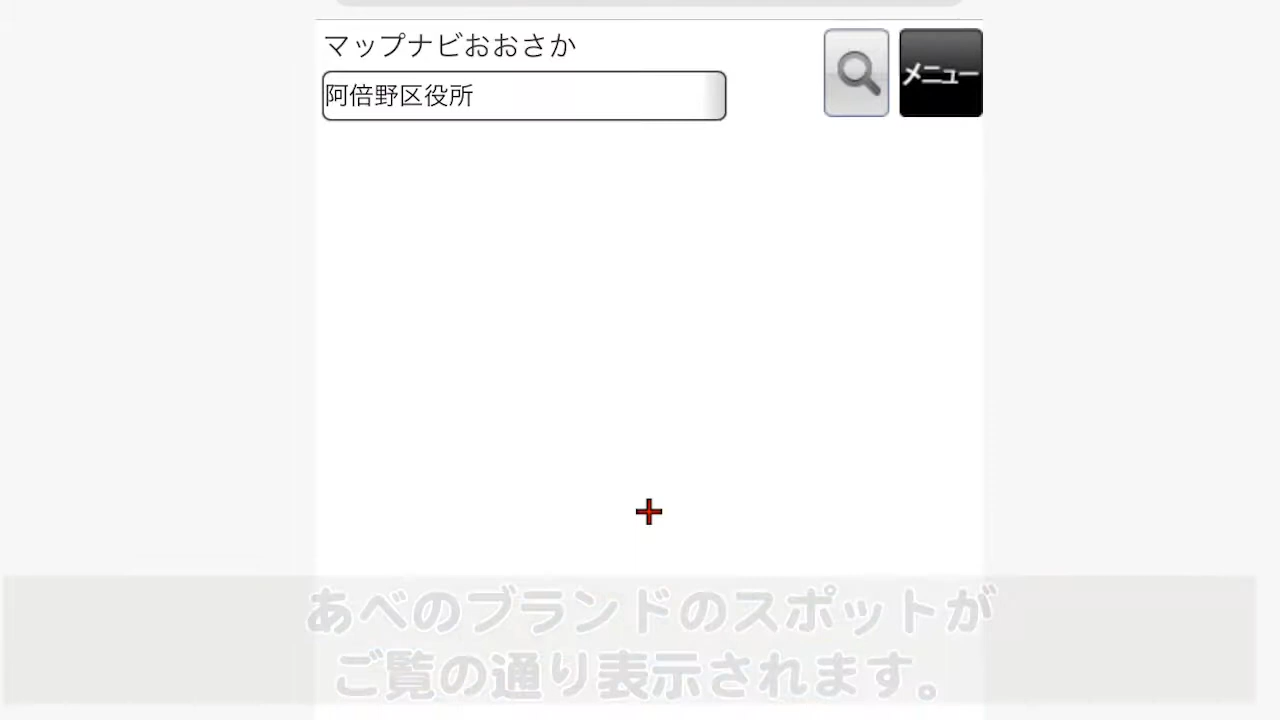 マップナビおおさか
阿倍野区役所
メニュー
あべのブランドのスポットが
ご覧の通り表示されます。